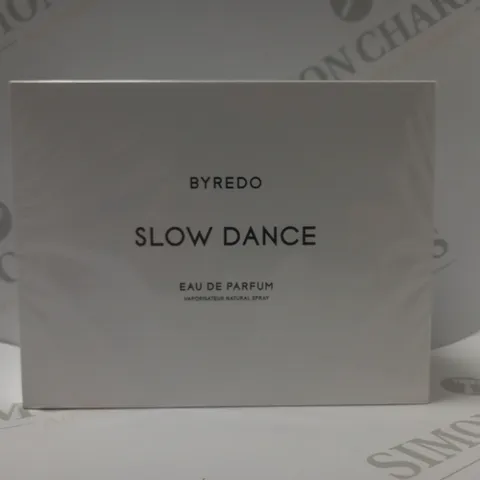 BYREDO
SLOW DANCE
EAU DE PARFUM
VAPORISATEUR NATURAL SPRAY